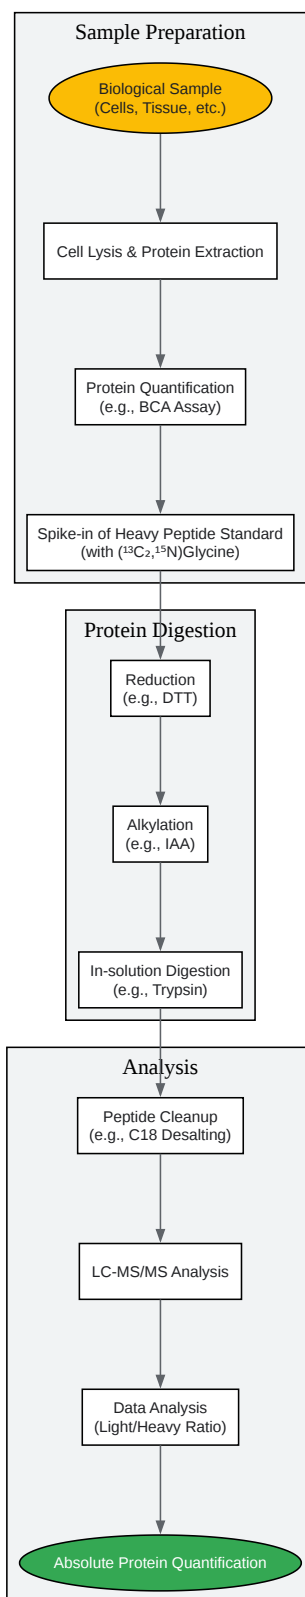 Sample Preparation
Biological Sample
(Cells, Tissue, etc.)
Cell Lysis & Protein Extraction
Protein Quantification
(e.g., BCA Assay)
Spike-in of Heavy Peptide Standard
(with (¹³C₂,¹⁵N)Glycine)
Protein Digestion
Reduction
(e.g., DTT)
Alkylation
(e.g., IAA)
In-solution Digestion
(e.g., Trypsin)
Analysis
Peptide Cleanup
(e.g., C18 Desalting)
LC-MS/MS Analysis
Data Analysis
(Light/Heavy Ratio)
Absolute Protein Quantification